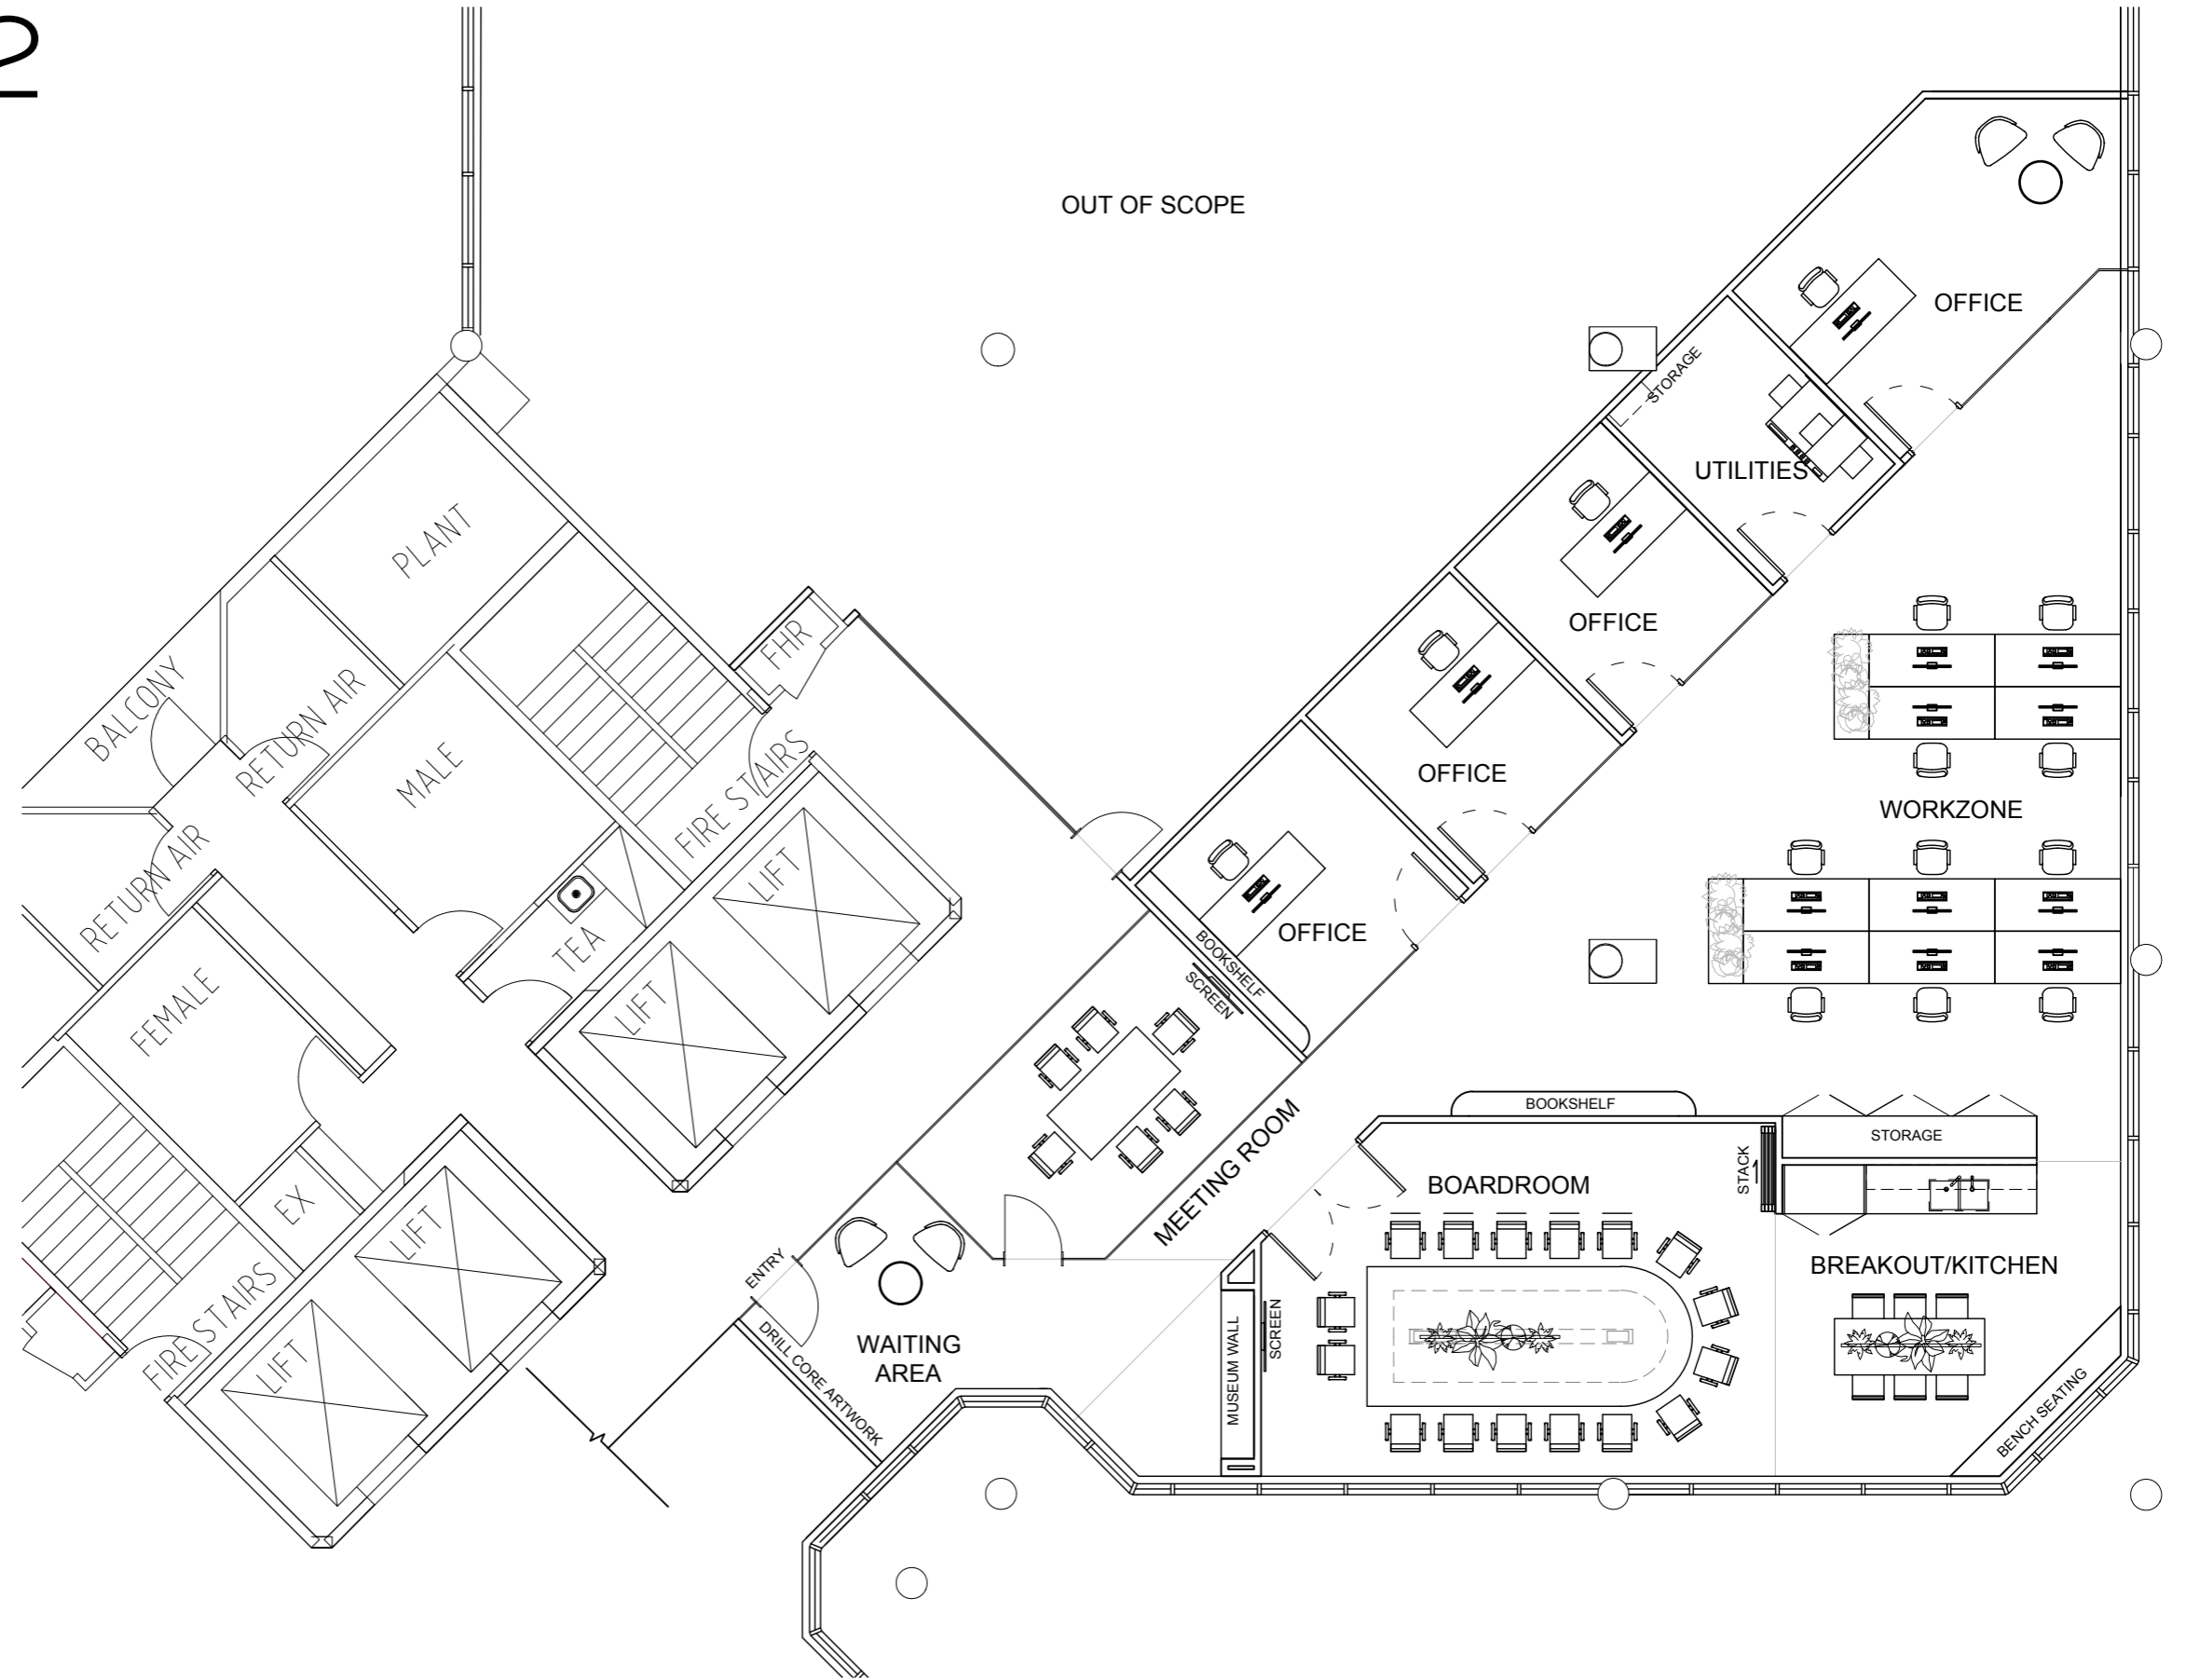 2
OUT OF SCOPE
OFFICE
STORAGE
UTILITIES
PLANT
OFFICE
FHR
BALCONY
RETURN AIR
MALE
FIRE STAIRS
OFFICE
WORKZONE
RETURN AIR
LIFT
TEA
OFFICE
BOOKSHELF
SCREEN
FEMALE
LIFT
BOOKSHELF
STORAGE
MEETING ROOM
STACK
BOARDROOM
EX
LIFT
ENTRY
BREAKOUT/KITCHEN
FIRE STAIRS
LIFT
DRILL CORE ARTWORK
WAITING
AREA
MUSEUM WALL
SCREEN
BENCH SEATING